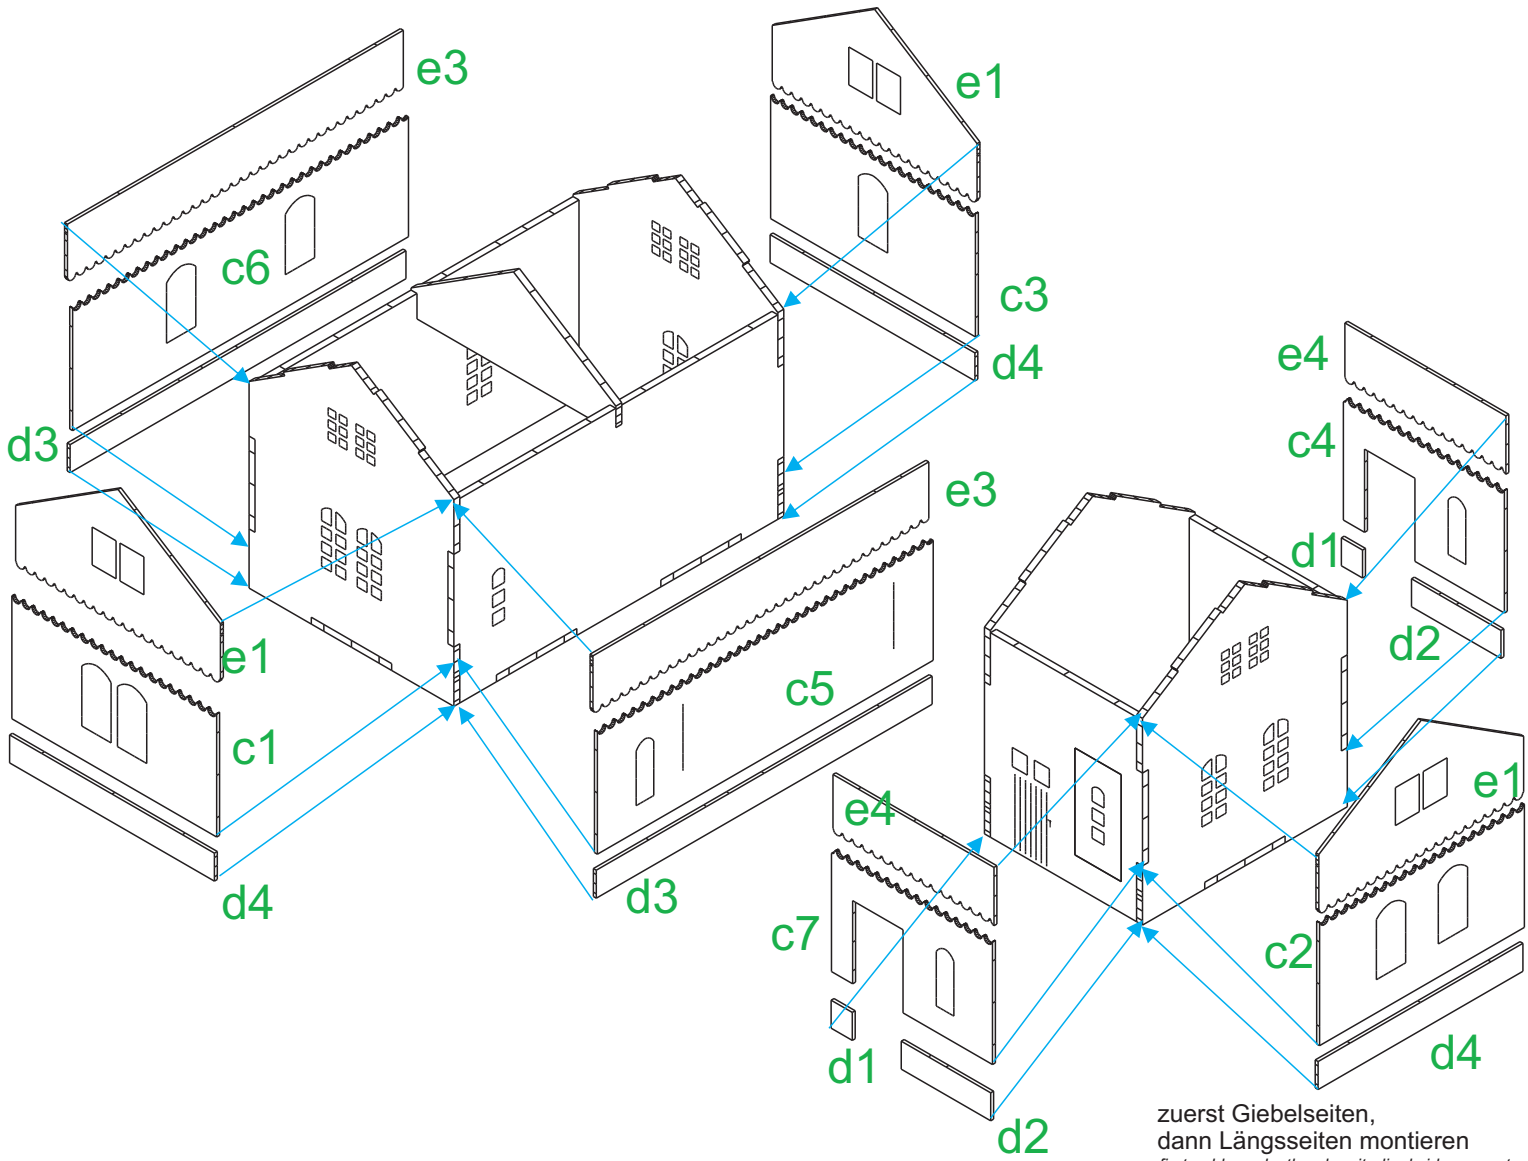 e3
e1
c6
c3
d4
d3
e4
c4
d1
d2
e3
e1
c1
c5
d4
d3
e4
e1
c7
c2
d1
d4
d2
zuerst Giebelseiten,
dann Längsseiten montieren